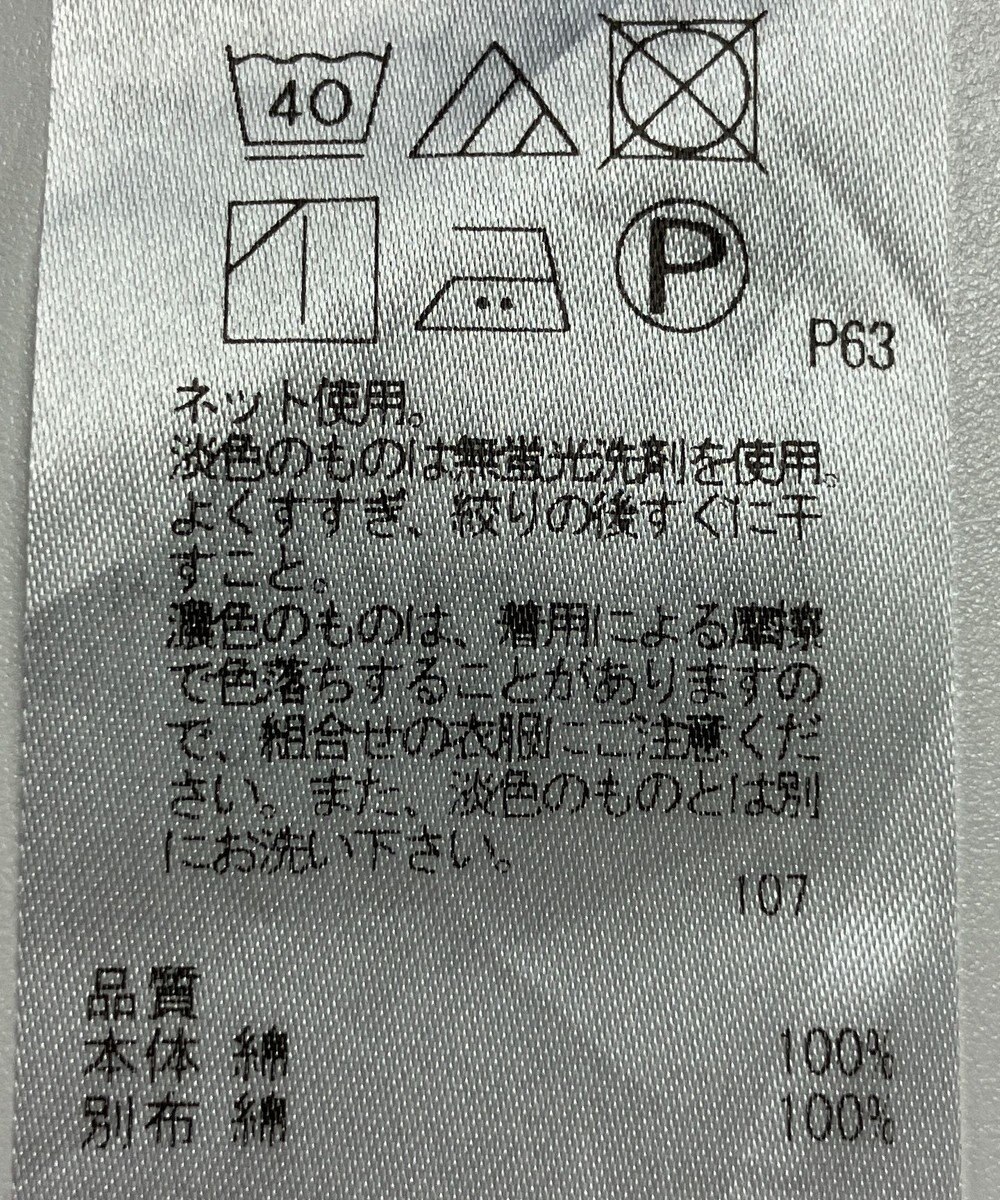 40
P
P63
ネット使用。
淡色のものは無蛍光洗剤を使用。
よくすすぎ、絞りの後すぐに干
すこと。
濃色のものは、着用による摩擦
で色落ちすることがありますの
で、組合せの衣服にご注意くだ
さい。また、淡色のものとは別
にお洗い下さい。
107
品質
本体 綿 100%
別布 綿 100%